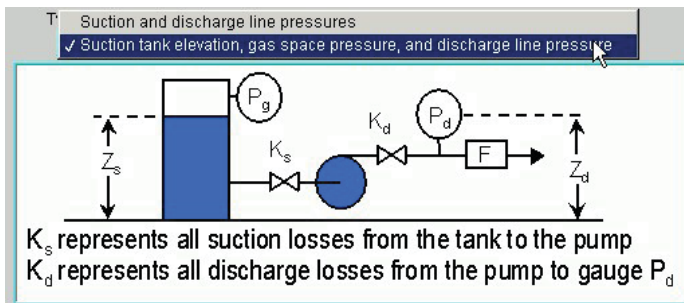 Suction and discharge line pressures
✓ Suction tank elevation, gas space pressure, and discharge line pressure
Pg
Pd
Kd
Ks
F
Zs
Zd
Ks represents all suction losses from the tank to the pump
Kd represents all discharge losses from the pump to gauge Pd